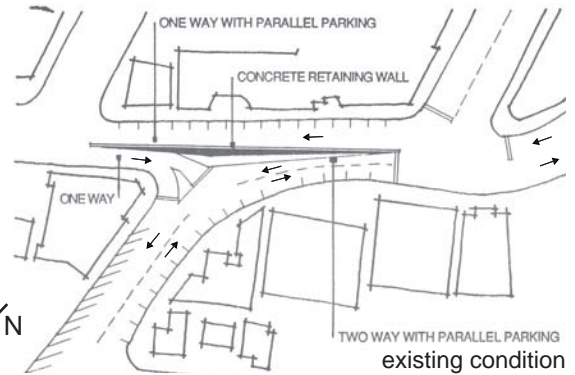 ONE WAY WITH PARALLEL PARKING
CONCRETE RETAINING WALL
ONE WAY
N
TWO WAY WITH PARALLEL PARKING
existing condition